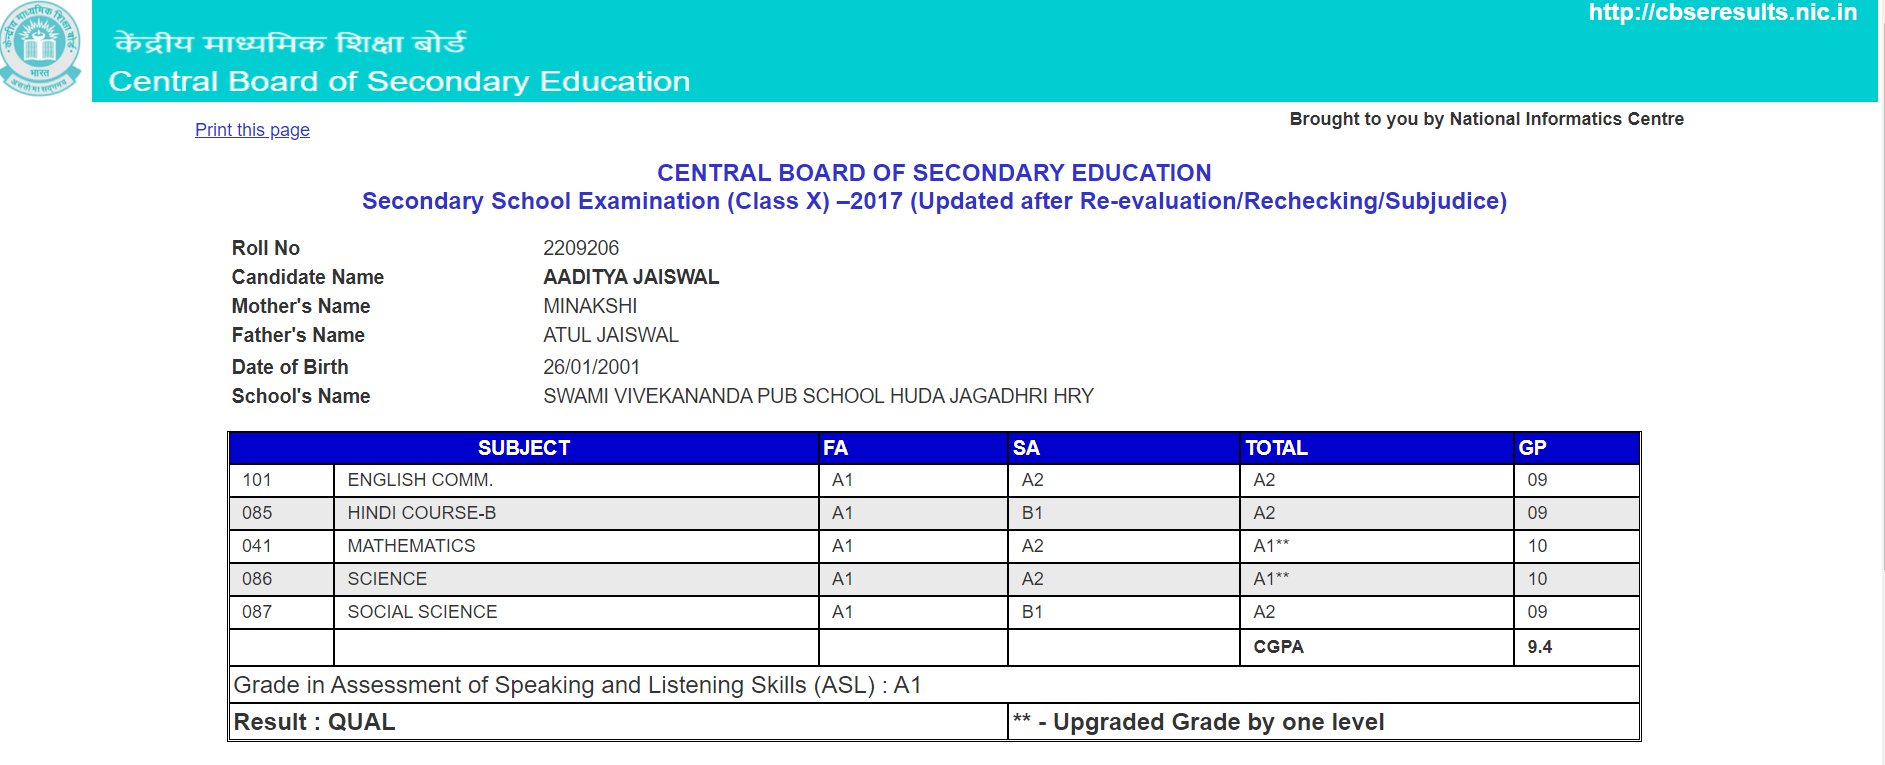 http://cbseresults.nic.in
केंद्रीय माध्यमिक शिक्षा बोर्ड
भारत
असतो मा सद्गमय
केंद्रीय माध्यमिक शिक्षा बोर्ड
Central Board of Secondary Education
Print this page
Brought to you by National Informatics Centre
CENTRAL BOARD OF SECONDARY EDUCATION
Secondary School Examination (Class X) –2017 (Updated after Re-evaluation/Rechecking/Subjudice)
Roll No 2209206
Candidate Name AADITYA JAISWAL
Mother's Name MINAKSHI
Father's Name ATUL JAISWAL
Date of Birth 26/01/2001
School's Name SWAMI VIVEKANANDA PUB SCHOOL HUDA JAGADHRI HRY
SUBJECT FA SA TOTAL GP
101 ENGLISH COMM. A1 A2 A2 09
085 HINDI COURSE-B A1 B1 A2 09
041 MATHEMATICS A1 A2 A1** 10
086 SCIENCE A1 A2 A1** 10
087 SOCIAL SCIENCE A1 B1 A2 09
CGPA 9.4
Grade in Assessment of Speaking and Listening Skills (ASL) : A1
Result : QUAL ** - Upgraded Grade by one level